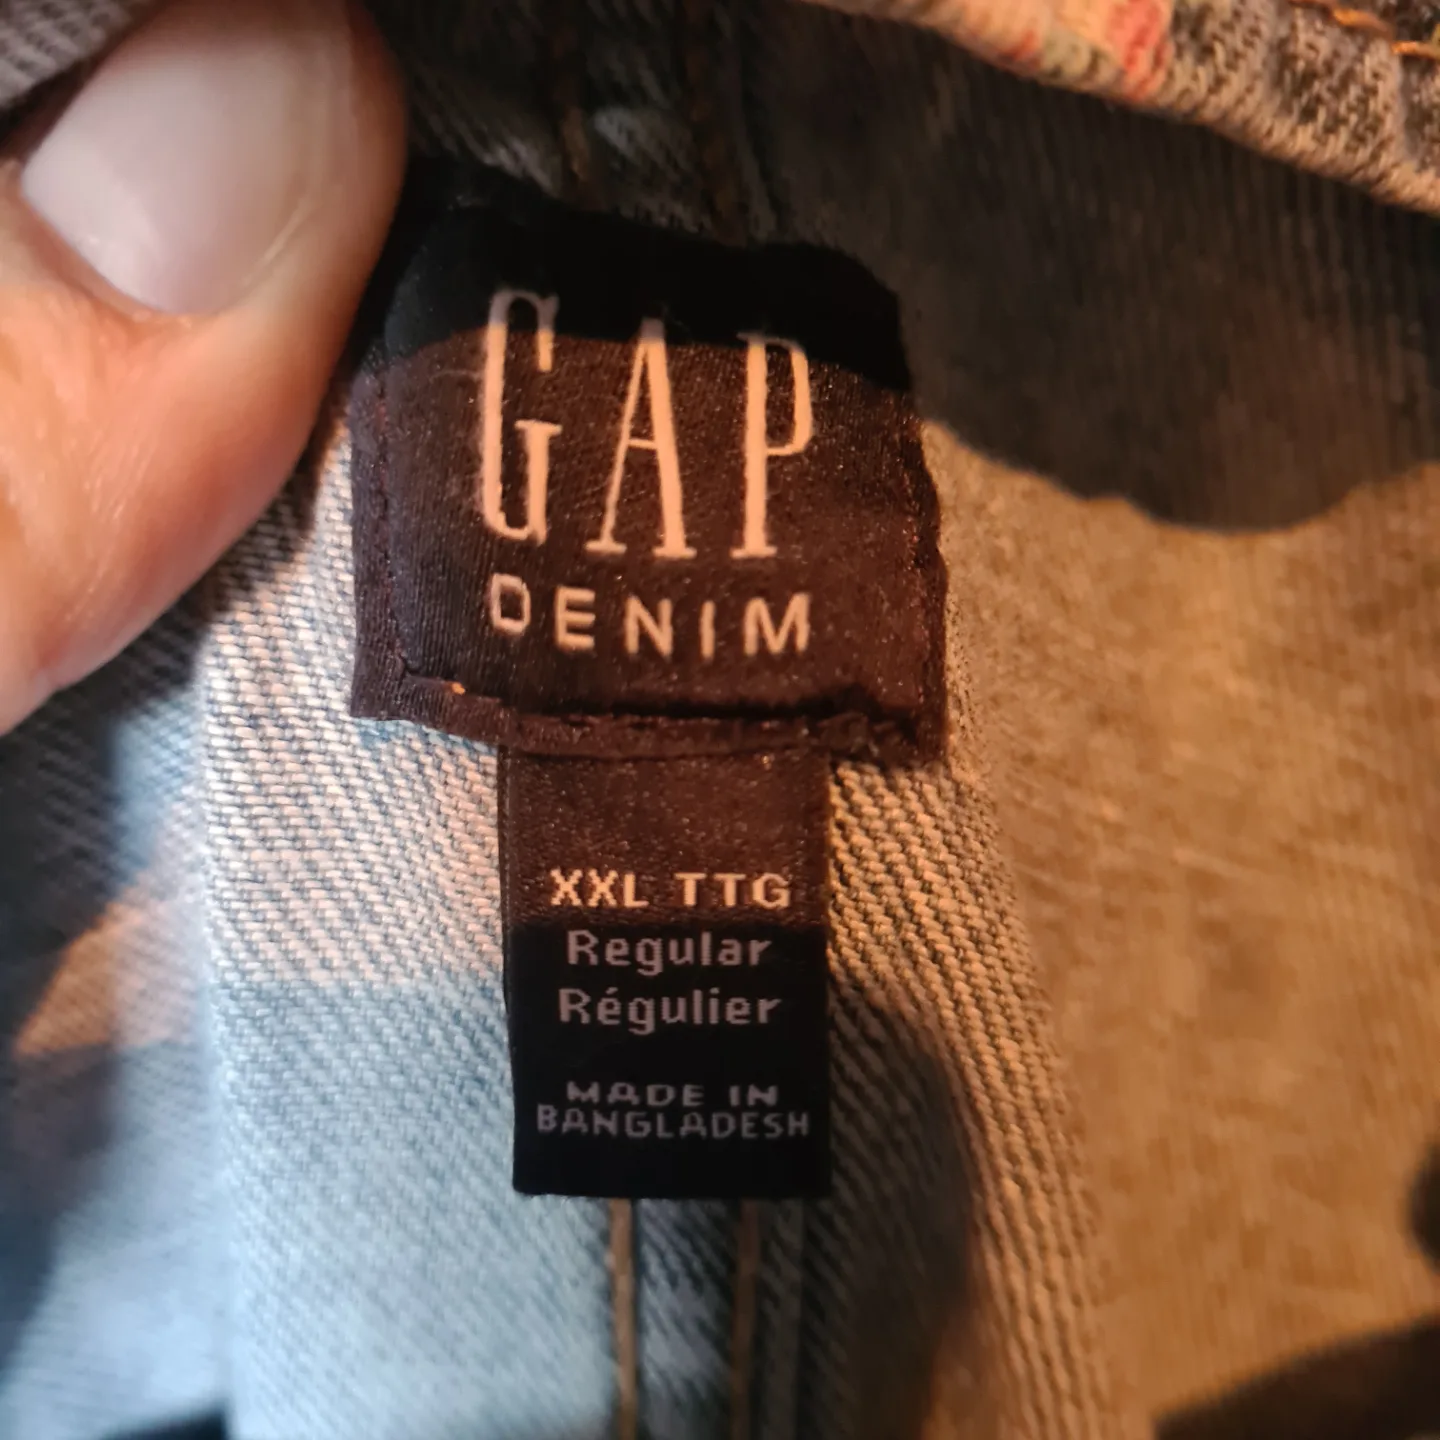 GAP
DENIM
XXL TTG
Regular
Régulier
MADE IN
BANGLADESH